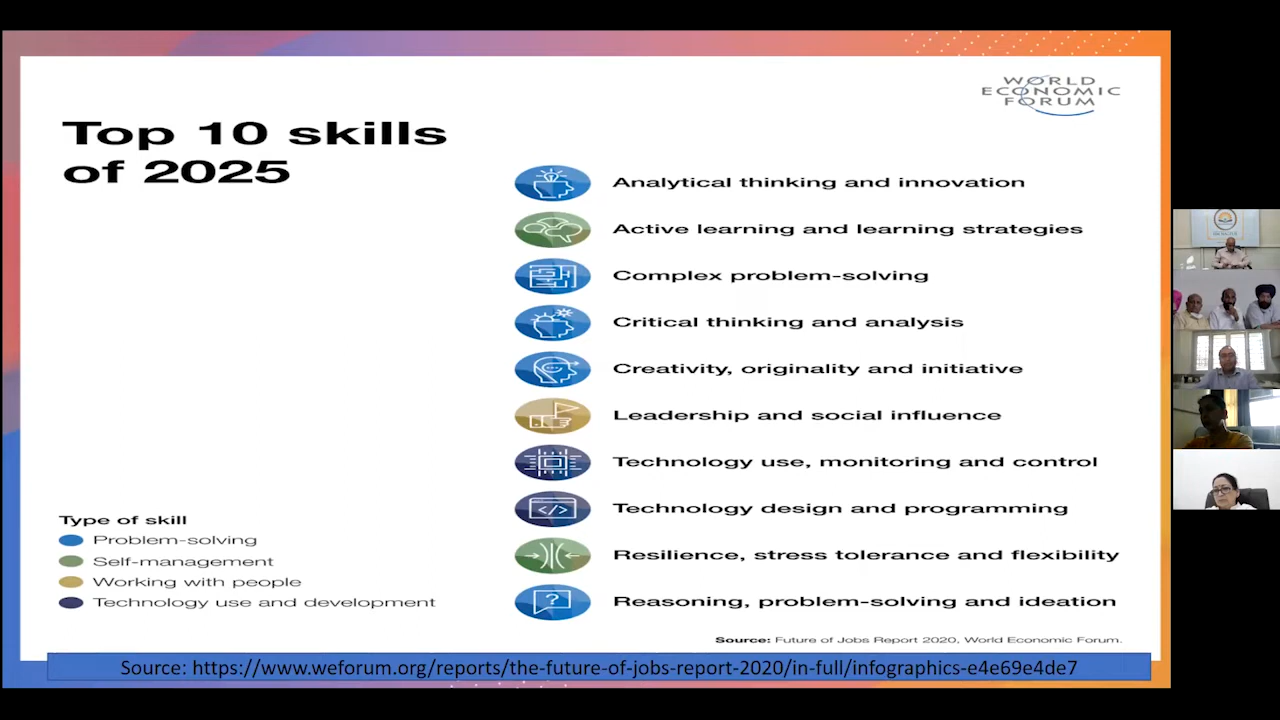 WORLD
ECONOMIC
FORUM
Top 10 skills
of 2025
Analytical thinking and innovation
Active learning and learning strategies
Complex problem-solving
Critical thinking and analysis
Creativity, originality and initiative
Leadership and social influence
Technology use, monitoring and control
Technology design and programming
</>
Resilience, stress tolerance and flexibility
?
Reasoning, problem-solving and ideation
Type of skill
Problem-solving
Self-management
Working with people
Technology use and development
Source: Future of Jobs Report 2020, World Economic Forum.
Source: https://www.weforum.org/reports/the-future-of-jobs-report-2020/in-full/infographics-e4e69e4de7